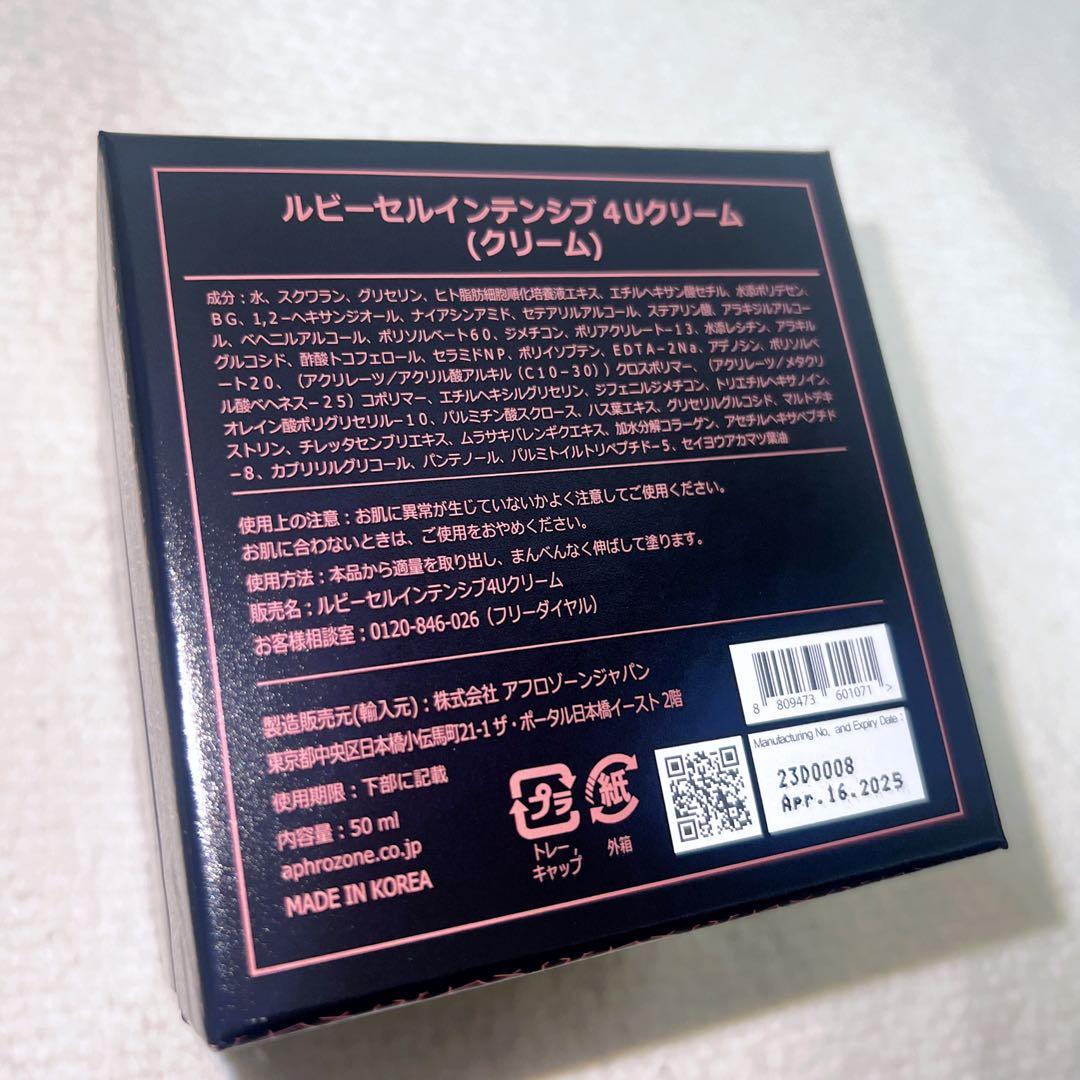 ルビーセルインテンシブ4Uクリーム
(クリーム)
成分：水、スクワラン、グリセリン、ヒト脂肪細胞順化培養液エキス、エチルヘキサン酸セチル、水添ポリデセン、
BG、1,2-ヘキサンジオール、ナイアシンアミド、セテアリルアルコール、ステアリン酸、アラキジルアルコー
ル、ベヘニルアルコール、ポリソルベート60、ジメチコン、ポリアクリレート-13、水添レシチン、アラキル
グルコシド、酢酸トコフェロール、セラミドNP、ポリイソブテン、EDTA-2Na、アデノシン、ポリソルベ
ート20、（アクリレーツ/アクリル酸アルキル（C10-30））クロスポリマー、（アクリレーツ/メタクリ
ル酸ベヘネス-25）コポリマー、エチルヘキシルグリセリン、ジフェニルジメチコン、トリエチルヘキサノイン、
オレイン酸ポリグリセリル-10、パルミチン酸スクロース、ハス葉エキス、グリセリルグルコシド、マルトデキ
ストリン、チレッタセンブリエキス、ムラサキバレンギクエキス、加水分解コラーゲン、アセチルヘキサペプチド
-8、カプリリルグリコール、パンテノール、パルミトイルトリペプチド-5、セイヨウアカマツ葉油
使用上の注意：お肌に異常が生じていないかよく注意してご使用ください。
お肌に合わないときは、ご使用をおやめください。
使用方法：本品から適量を取り出し、まんべんなく伸ばして塗ります。
販売名：ルビーセルインテンシブ4Uクリーム
お客様相談室：0120-846-026（フリーダイヤル）
製造販売元(輸入元)：株式会社 アフロゾーンジャパン
東京都中央区日本橋小伝馬町21-1 ザ・ポータル日本橋イースト 2階
使用期限：下部に記載
内容量：50 ml
aphrozone.co.jp
MADE IN KOREA
プラ
トレー,
キャップ
紙
外箱
8 809473 601071 >
Manufacturing No, and Expiry Date :
23D0008
Apr.16.2025